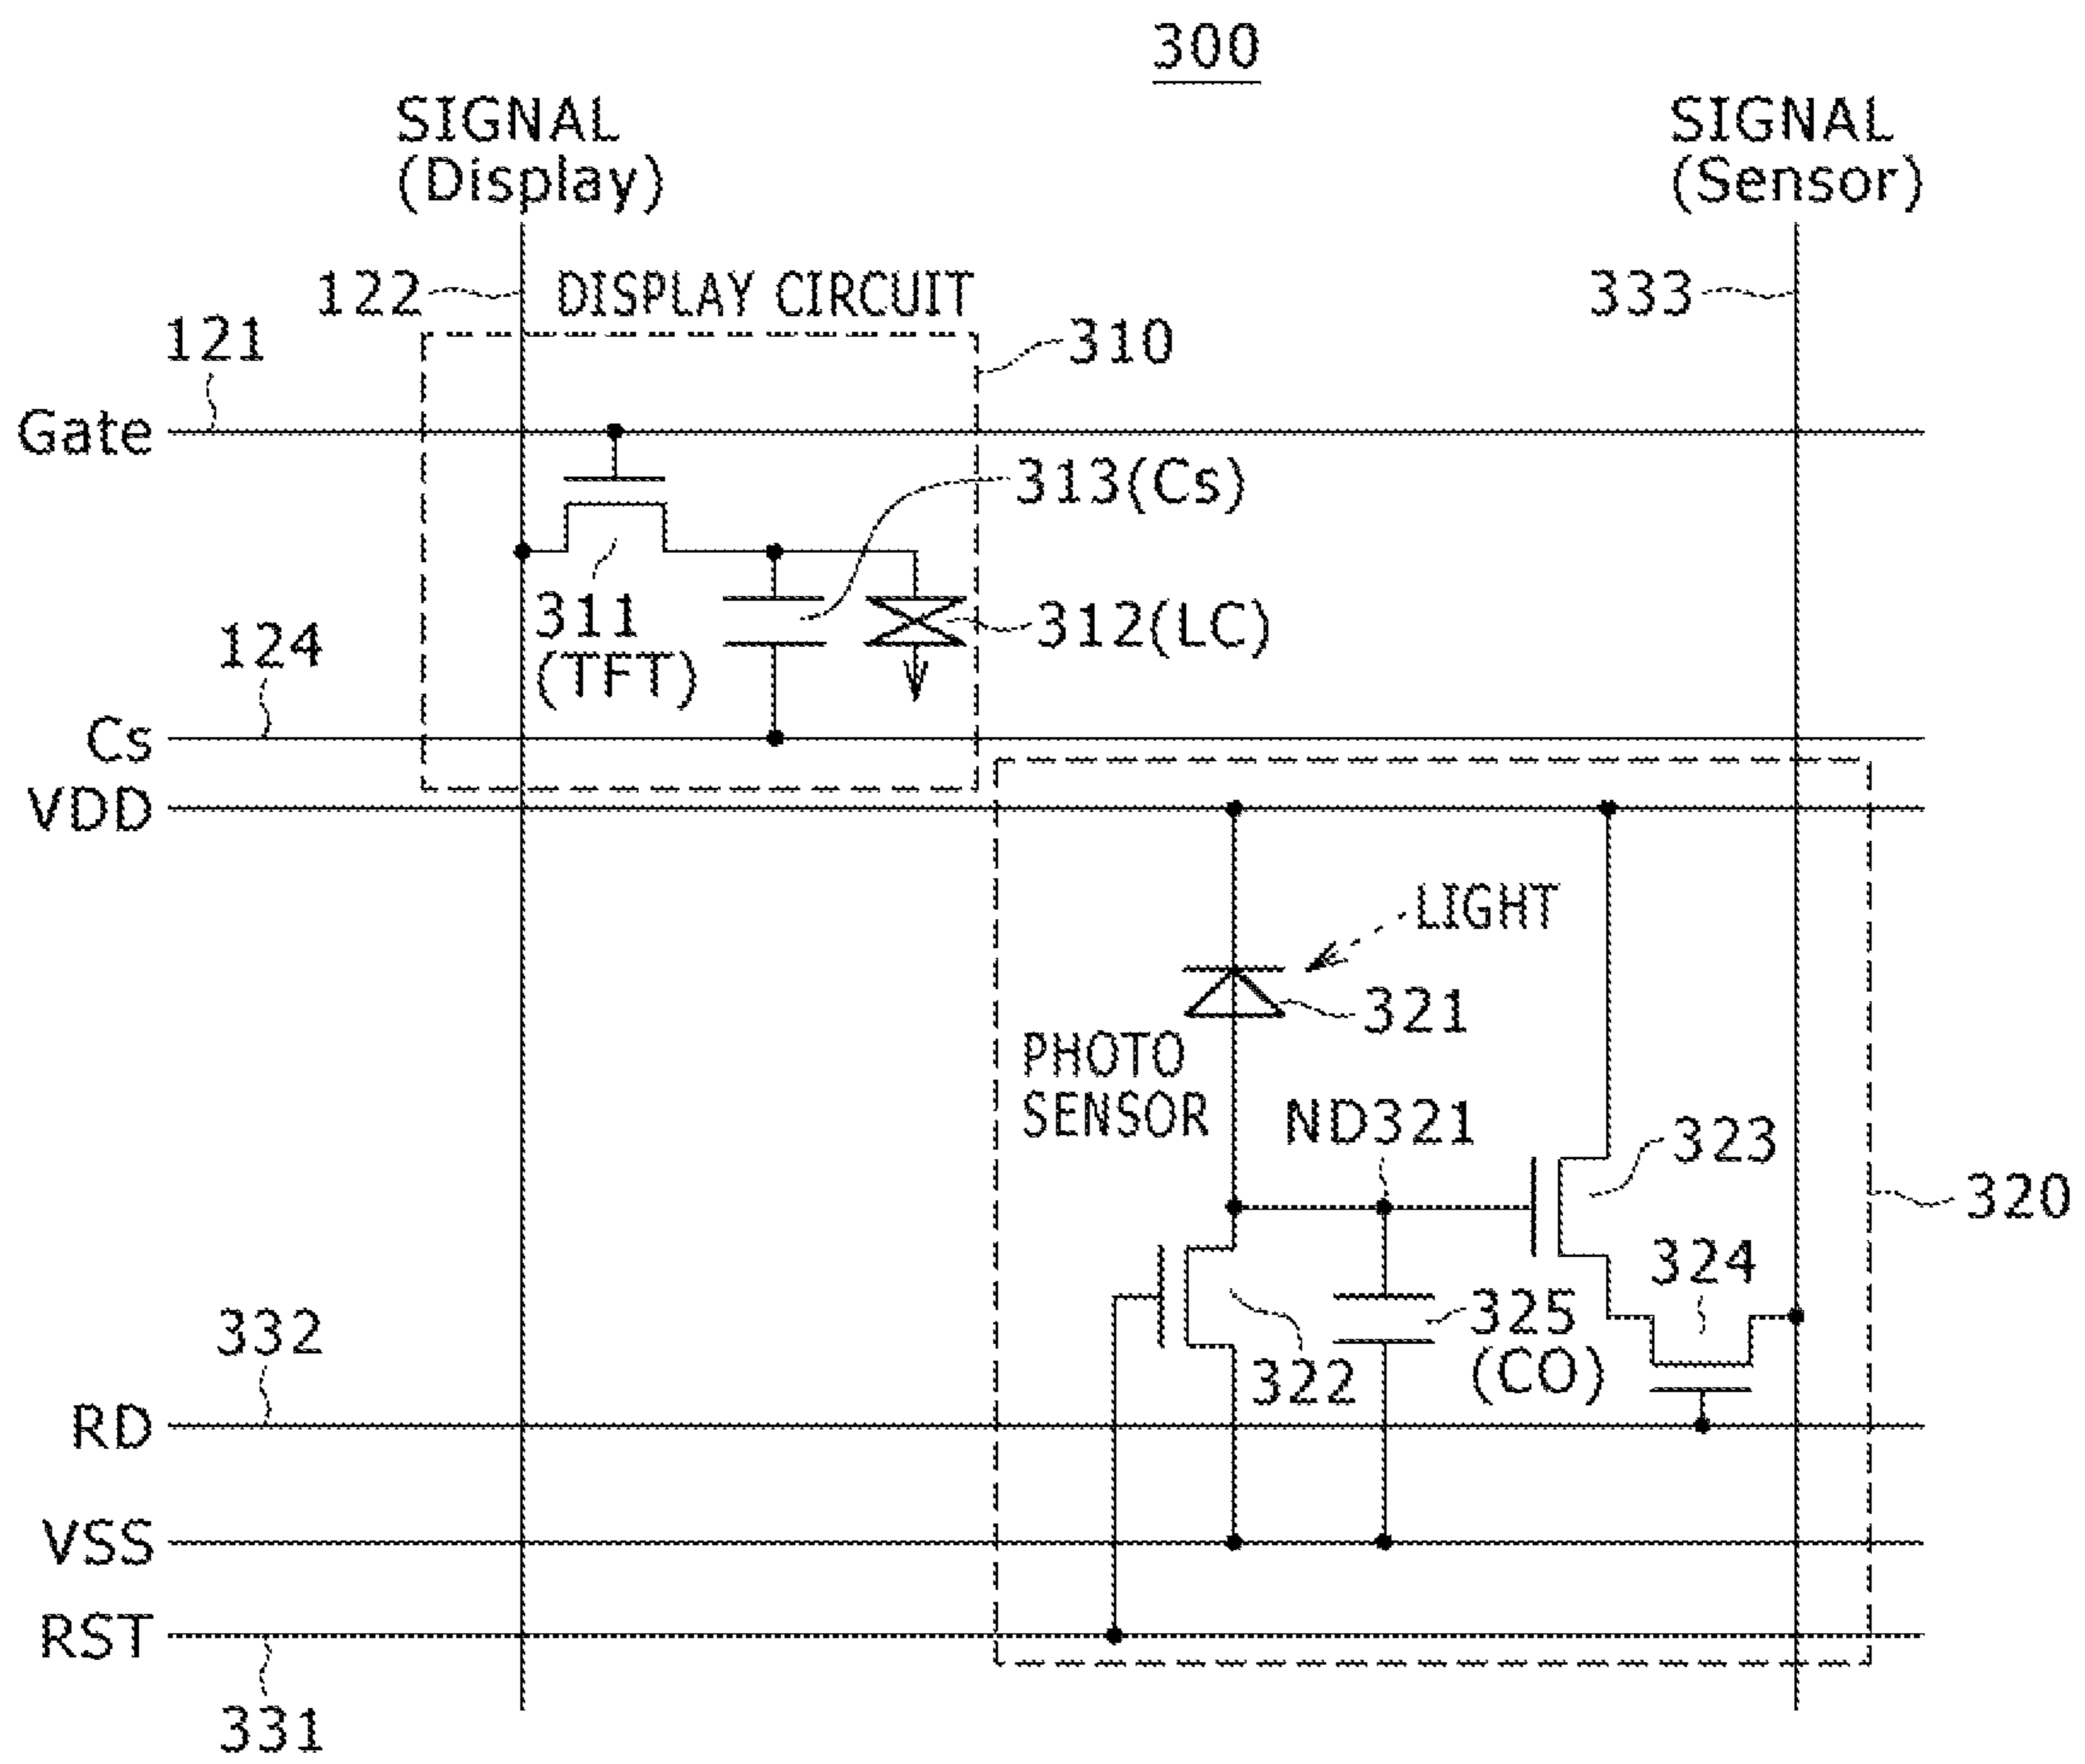 300
SIGNAL
(Display)
SIGNAL
(Sensor)
122
DISPLAY CIRCUIT
333
121
310
Gate
313(Cs)
311
(TFT)
312(LC)
124
Cs
VDD
LIGHT
321
PHOTO
SENSOR
ND321
323
320
324
325
(CO)
322
332
RD
VSS
RST
331